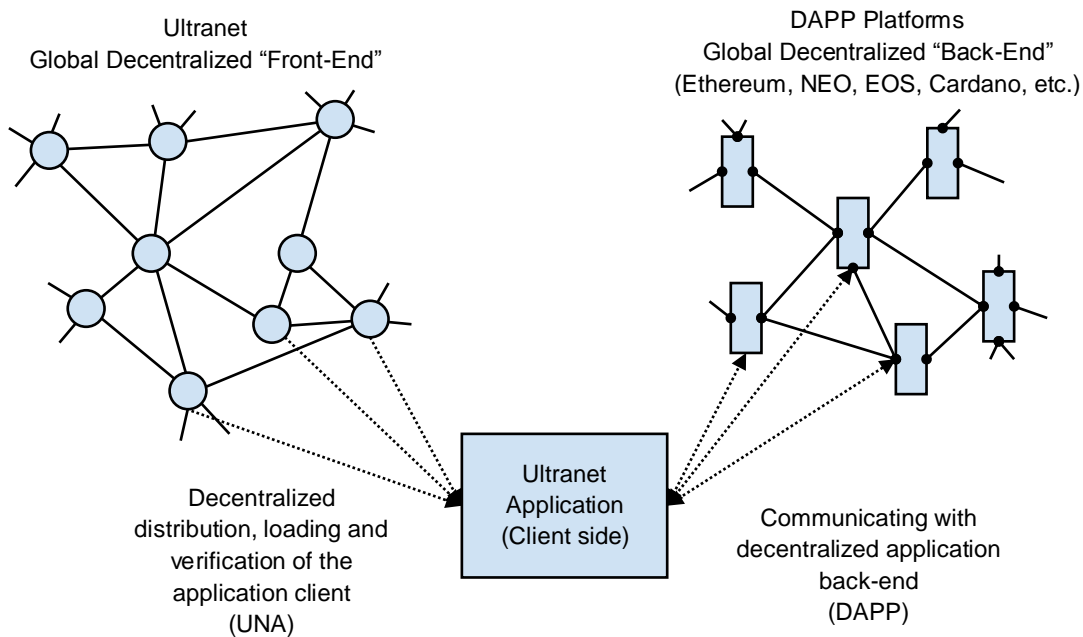 Ultranet
Global Decentralized “Front-End”
DAPP Platforms
Global Decentralized “Back-End”
(Ethereum, NEO, EOS, Cardano, etc.)
Ultranet
Application
(Client side)
Decentralized
distribution, loading and
verification of the
application client
(UNA)
Communicating with
decentralized application
back-end
(DAPP)